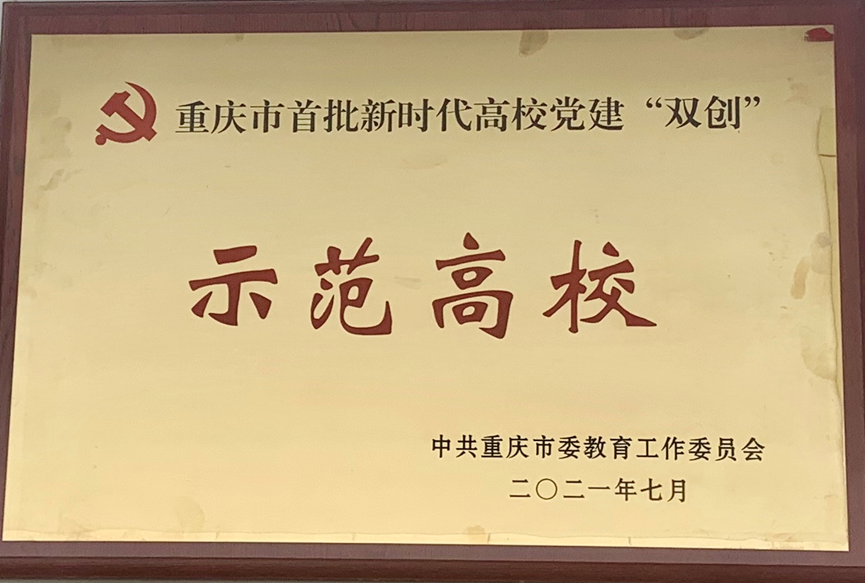 重庆市首批新时代高校党建“双创”
示范高校
中共重庆市委教育工作委员会
二〇二一年七月